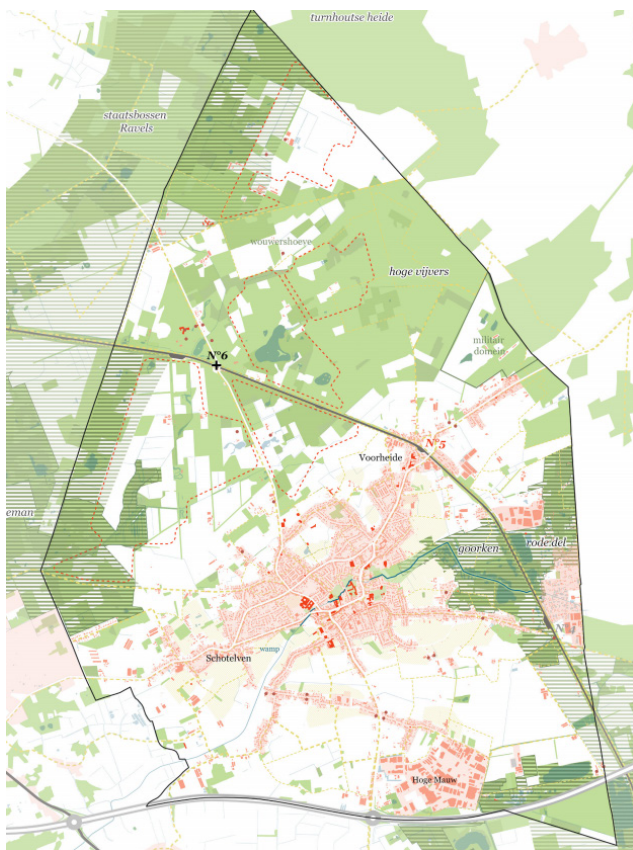 turnhoutse heide
staatsbossen
Ravels
wouwershoeve
hoge vijvers
militair
domein
N°6
N°5
Voorheide
eman
goorken
rode del
Schotelven
wamp
Hoge Mauw